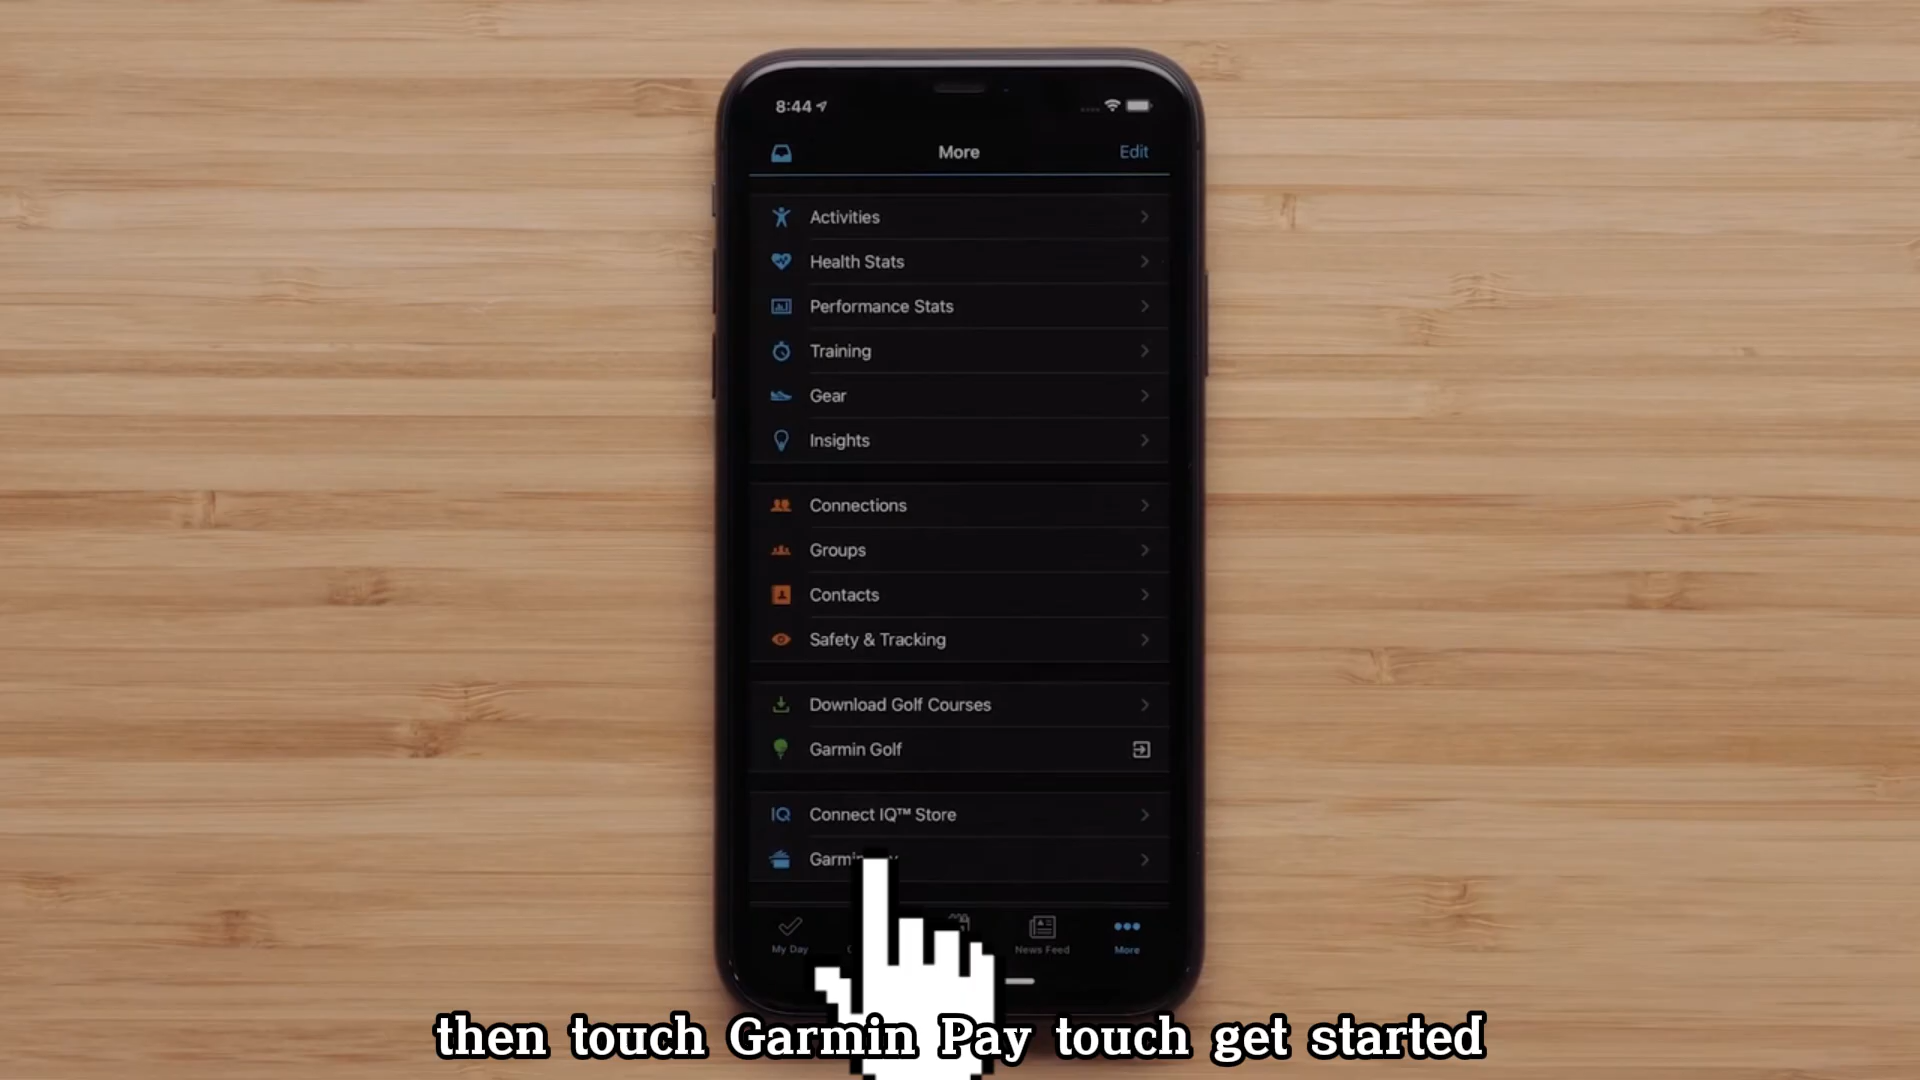 8:44
More
Edit
Activities
Health Stats
Performance Stats
Training
Gear
Insights
Connections
Groups
Contacts
Safety & Tracking
Download Golf Courses
Garmin Golf
IQ Connect IQ™ Store
My Day
News Feed
More
then touch Garmin Pay touch get started